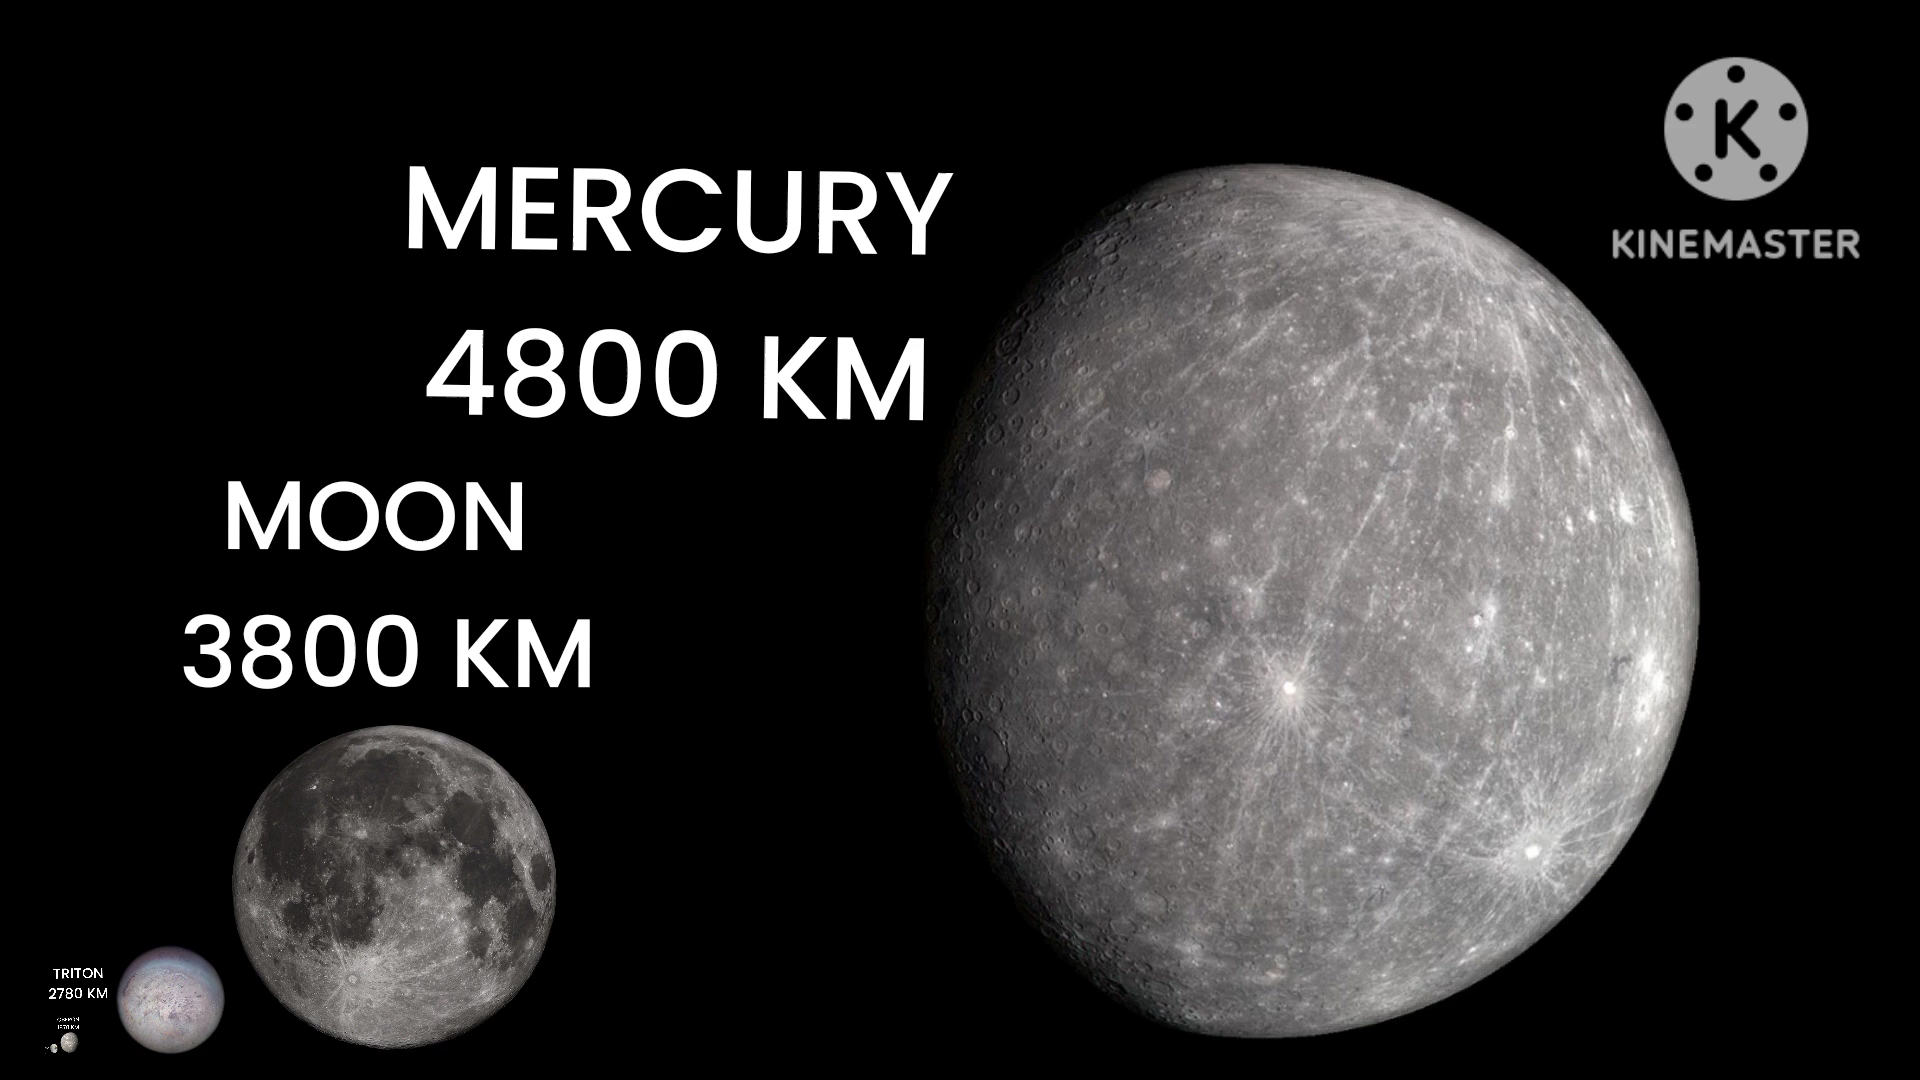 MERCURY
4800 KM
MOON
3800 KM
TRITON
2780 KM
K
KINEMASTER